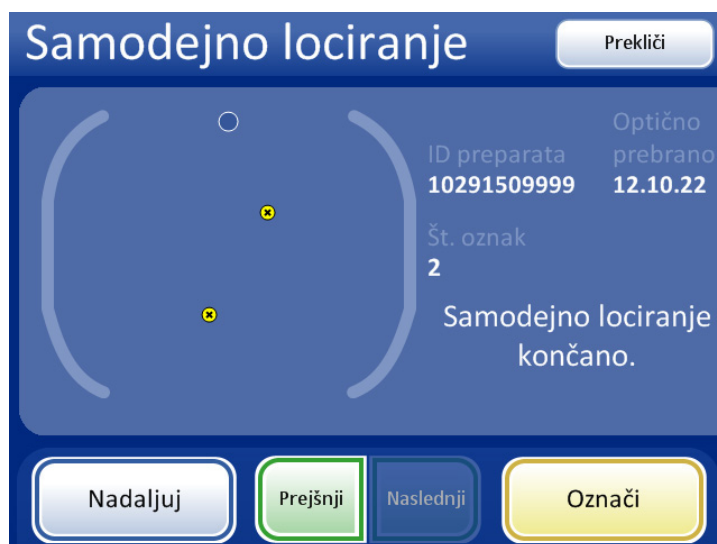 Samodejno lociranje
Prekliči
ID preparata
10291509999
Optično
prebrano
12.10.22
Št. oznak
2
Samodejno lociranje
končano.
Nadaljuj
Prejšnji
Naslednji
Označi